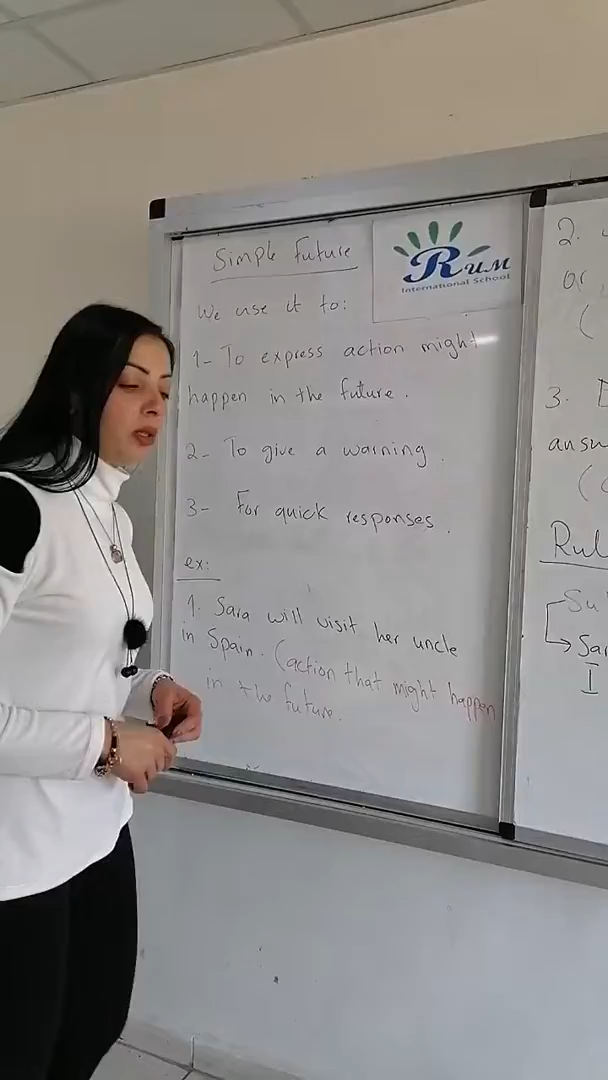 Simple Future
RUM
International School
We use it to:
1- To express action might
happen in the future.
2- To give a warning.
3- For quick responses.
ex:
1. Sara will visit her uncle
in Spain. (action that might happen
in the future.
2.
or
(
3.
answ
(
Rul
Su
Sar
I